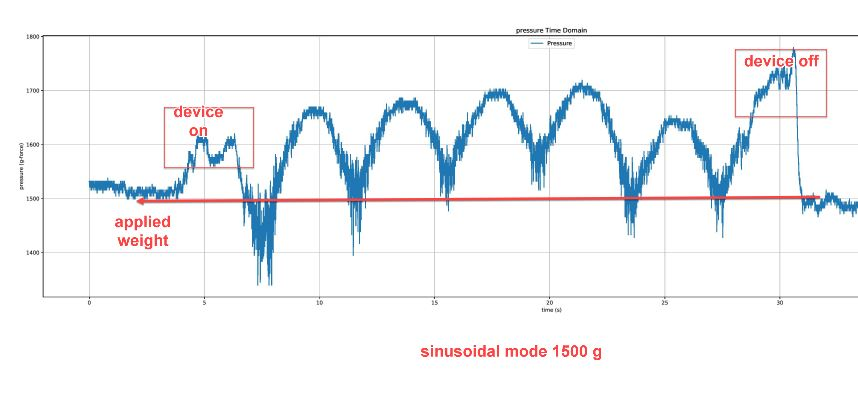 pressure Time Domain
Pressure
1800
1700
1600
1500
1400
pressure (g-force)
device
on
device off
applied
weight
0
5
10
15
20
25
30
time (s)
sinusoidal mode 1500 g